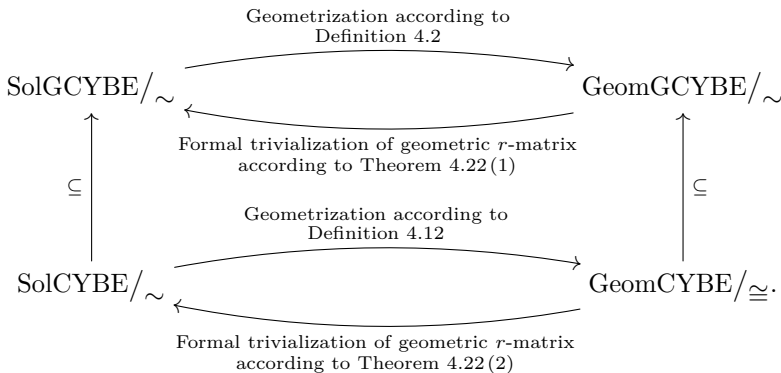 Geometrization according to
Definition 4.2
SolGCYBE/∼
GeomGCYBE/∼
Formal trivialization of geometric r-matrix
according to Theorem 4.22 (1)
⊆
⊆
Geometrization according to
Definition 4.12
SolCYBE/∼
GeomCYBE/≊.
Formal trivialization of geometric r-matrix
according to Theorem 4.22 (2)